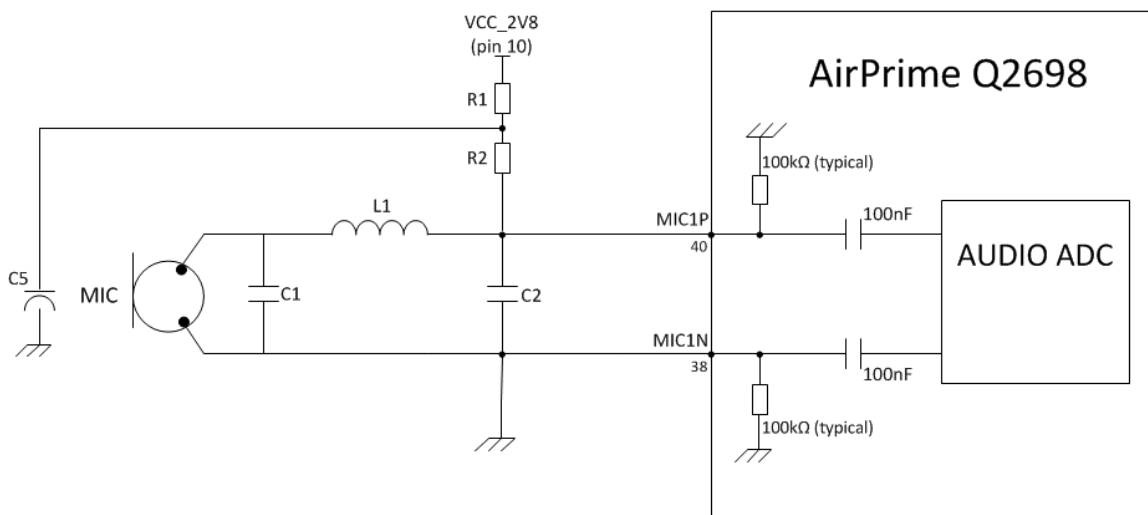 VCC_2V8
(pin 10)
AirPrime Q2698
R1
R2
100kΩ (typical)
L1
MIC1P
40
100nF
C5
MIC
C1
C2
AUDIO ADC
MIC1N
38
100nF
100kΩ (typical)